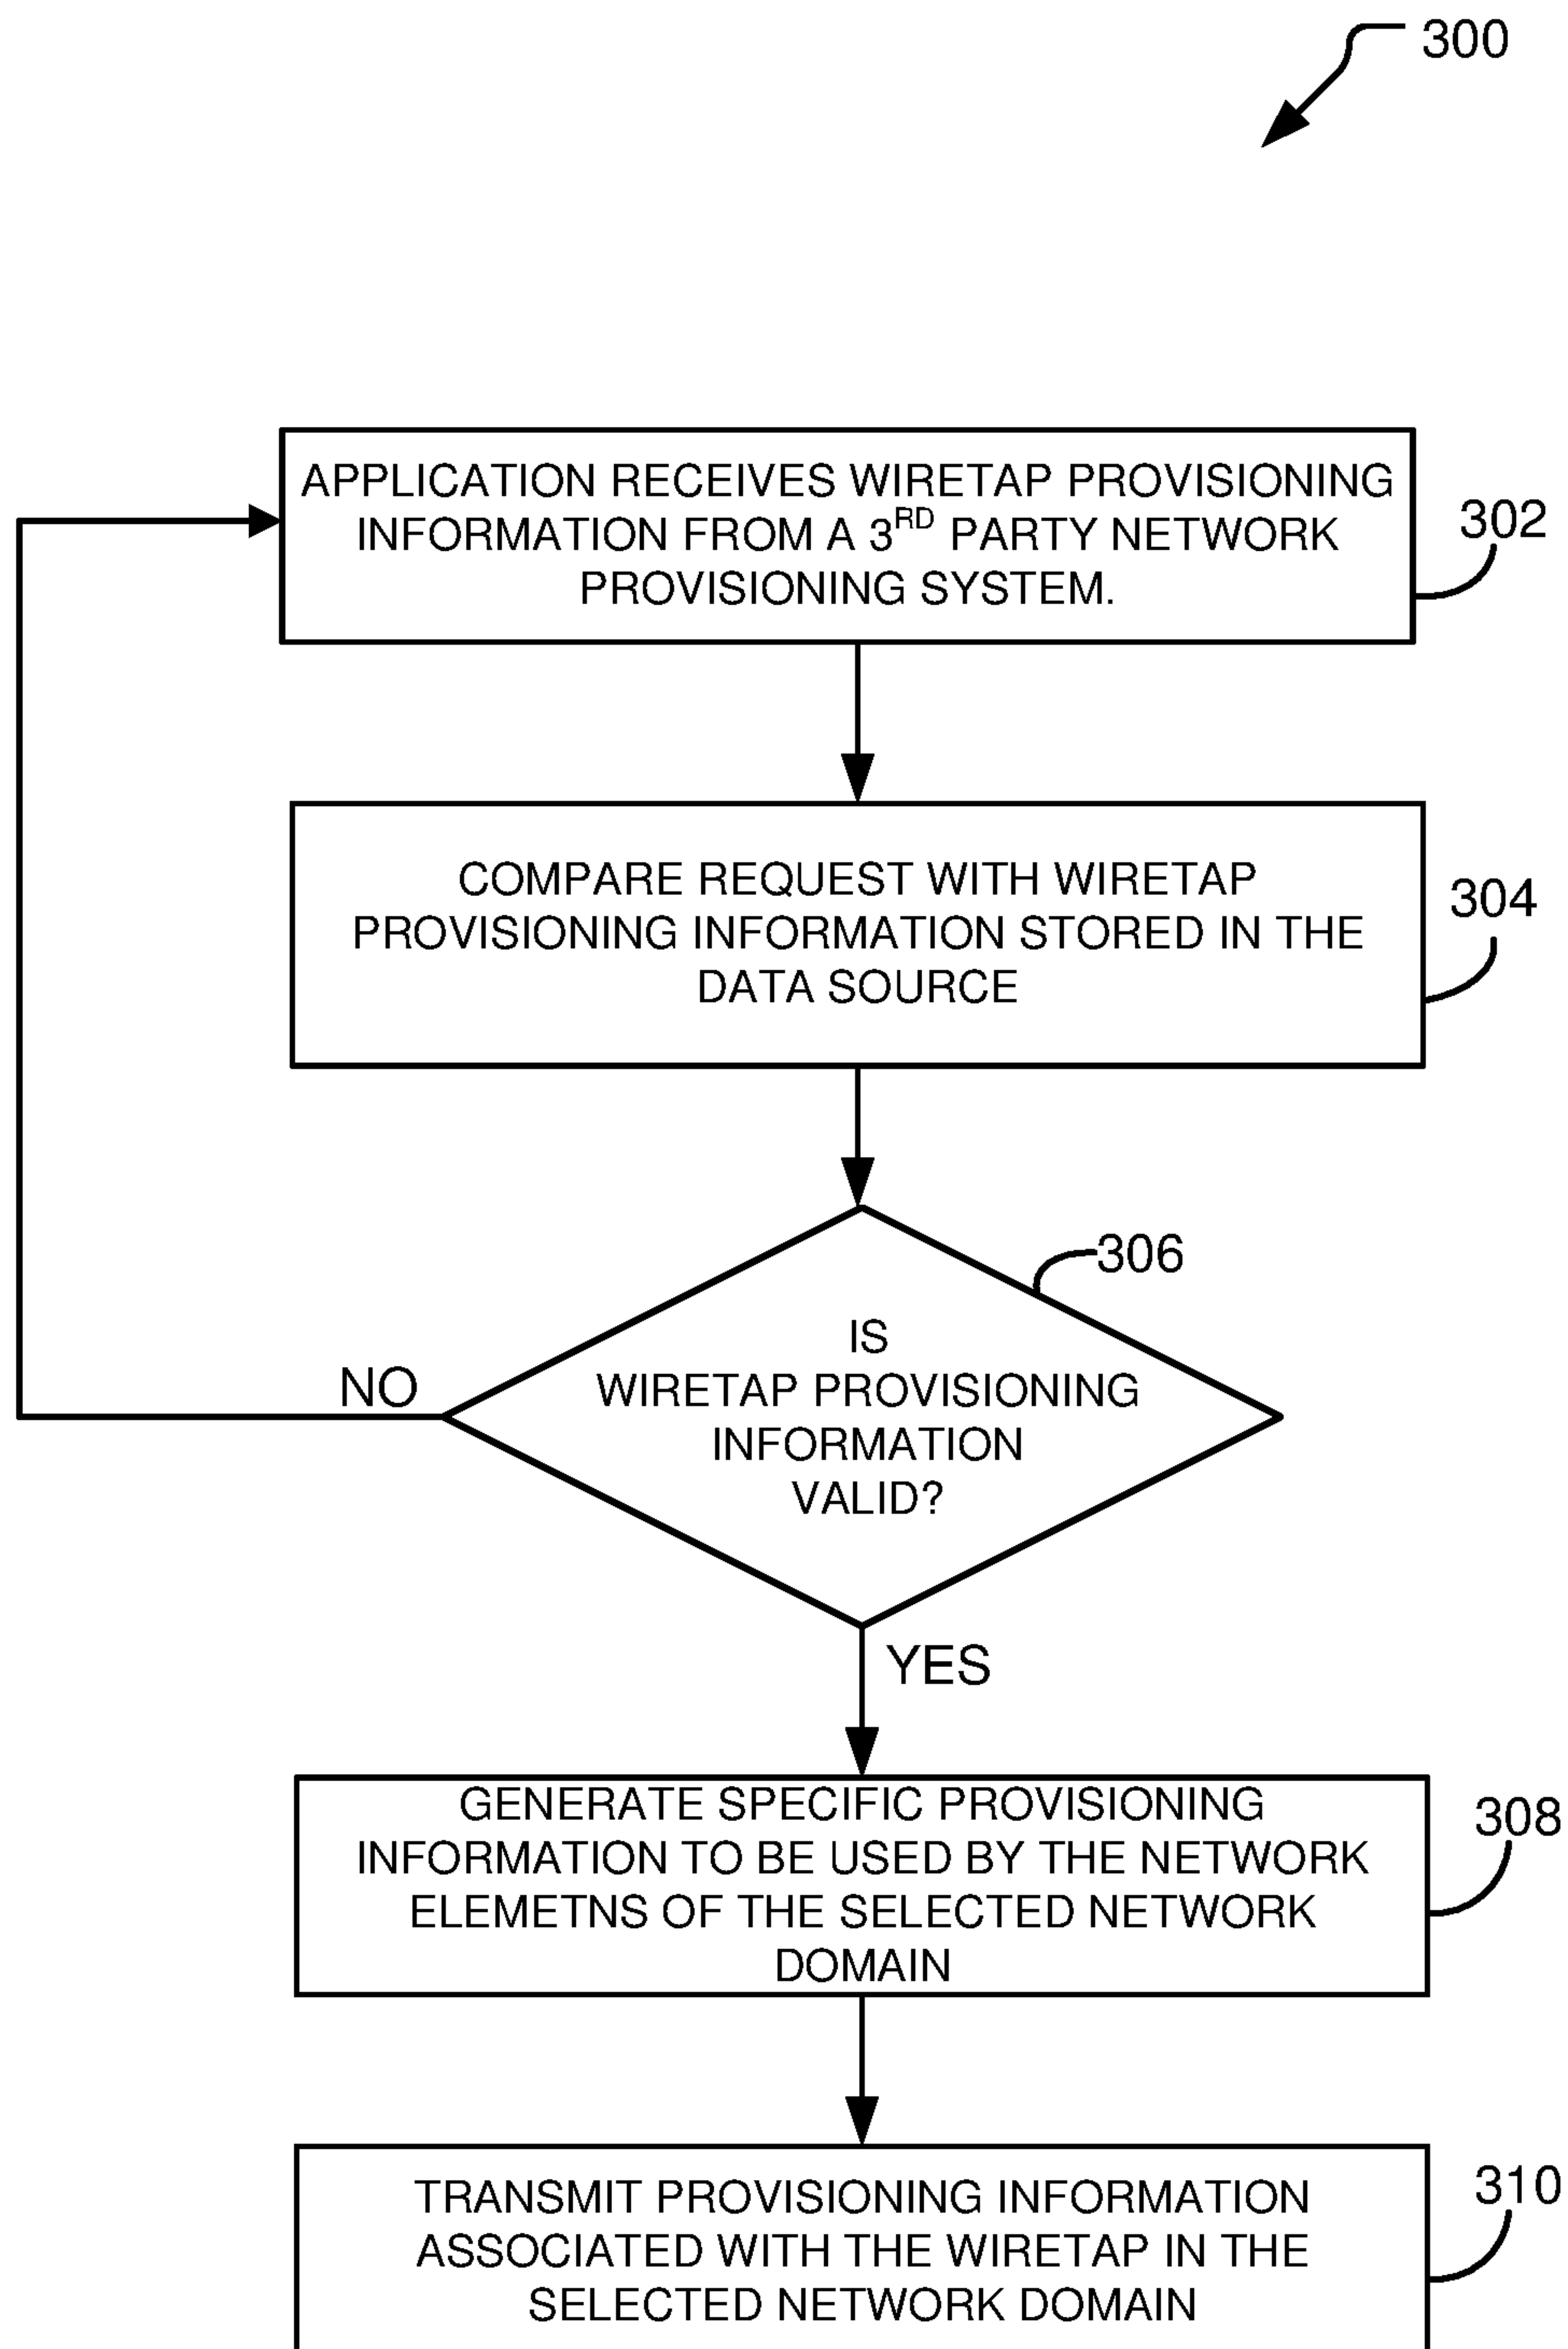 300
APPLICATION RECEIVES WIRETAP PROVISIONING
INFORMATION FROM A 3RD PARTY NETWORK
PROVISIONING SYSTEM.
302
COMPARE REQUEST WITH WIRETAP
PROVISIONING INFORMATION STORED IN THE
DATA SOURCE
304
306
IS
WIRETAP PROVISIONING
INFORMATION
VALID?
NO
YES
GENERATE SPECIFIC PROVISIONING
INFORMATION TO BE USED BY THE NETWORK
ELEMETNS OF THE SELECTED NETWORK
DOMAIN
308
TRANSMIT PROVISIONING INFORMATION
ASSOCIATED WITH THE WIRETAP IN THE
SELECTED NETWORK DOMAIN
310